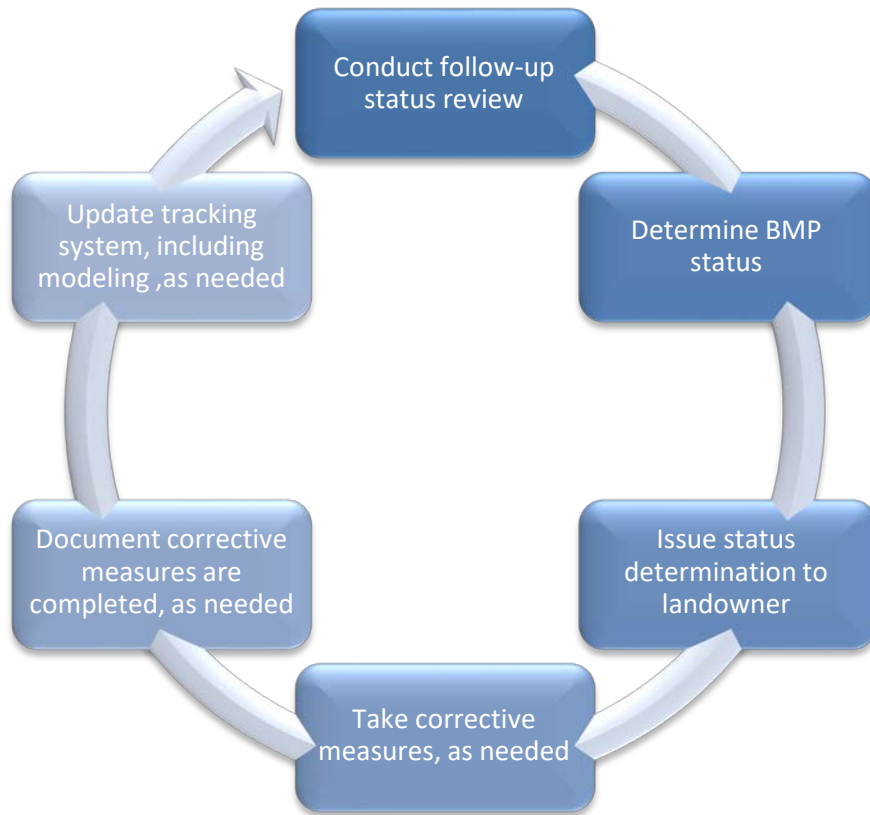 Conduct follow-up
status review
Determine BMP
status
Issue status
determination to
landowner
Take corrective
measures, as needed
Document corrective
measures are
completed, as needed
Update tracking
system, including
modeling ,as needed